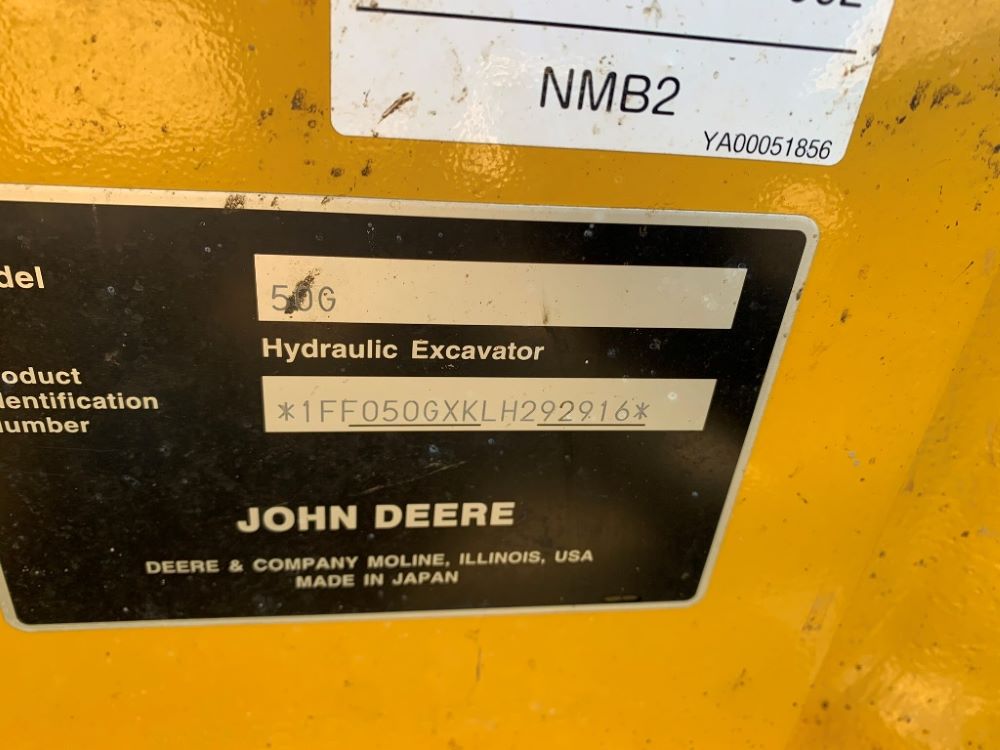 NMB2
YA00051856
del
50G
Hydraulic Excavator
oduct
dentification
umber
*1FF050GXKLH292916*
JOHN DEERE
DEERE & COMPANY MOLINE, ILLINOIS, USA
MADE IN JAPAN